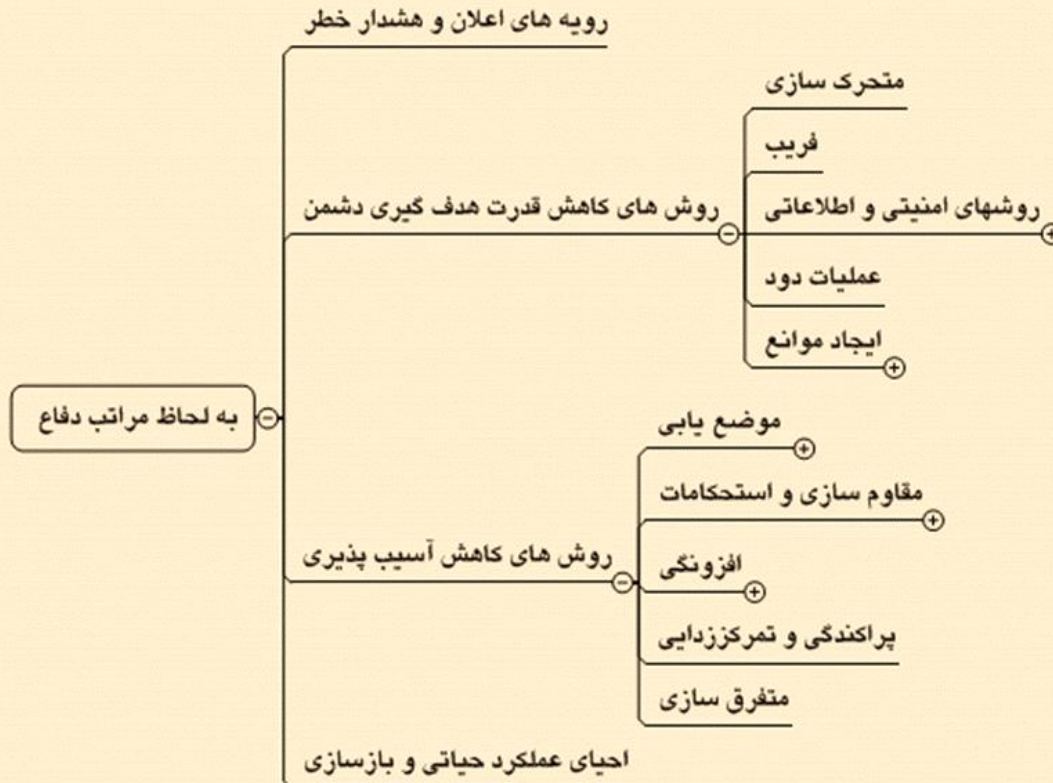 به لحاظ مراتب دفاع
رویه های اعلان و هشدار خطر
روش های کاهش قدرت هدف گیری دشمن
متحرک سازی
فریب
روشهای امنیتی و اطلاعاتی
عملیات دود
ایجاد موانع
روش های کاهش آسیب پذیری
موضع یابی
مقاوم سازی و استحکامات
افزونگی
پراکندگی و تمرکززدایی
متفرق سازی
احیای عملکرد حیاتی و بازسازی